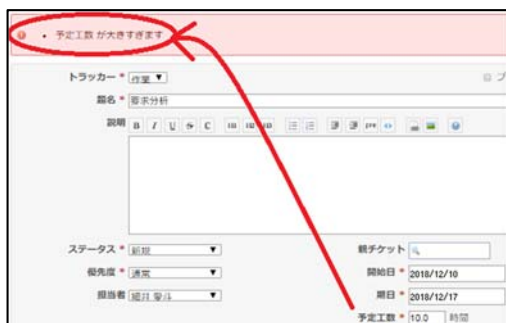 予定工数 が大きすぎます
トラッカー * 作業
題名 * 要求分析
説明 B I U S C
pre
ステータス * 新規
親チケット
優先度 * 通常
開始日 * 2018/12/10
担当者
期日 * 2018/12/17
予定工数 * 10.0 時間